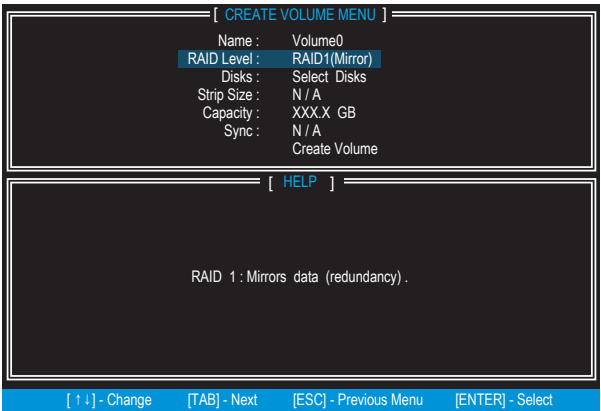 [ CREATE VOLUME MENU ]
Name : Volume0
RAID Level : RAID1(Mirror)
Disks : Select Disks
Strip Size : N / A
Capacity : XXX.X GB
Sync : N / A
Create Volume
[ HELP ]
RAID 1 : Mirrors data (redundancy) .
[ ↑↓] - Change [TAB] - Next [ESC] - Previous Menu [ENTER] - Select